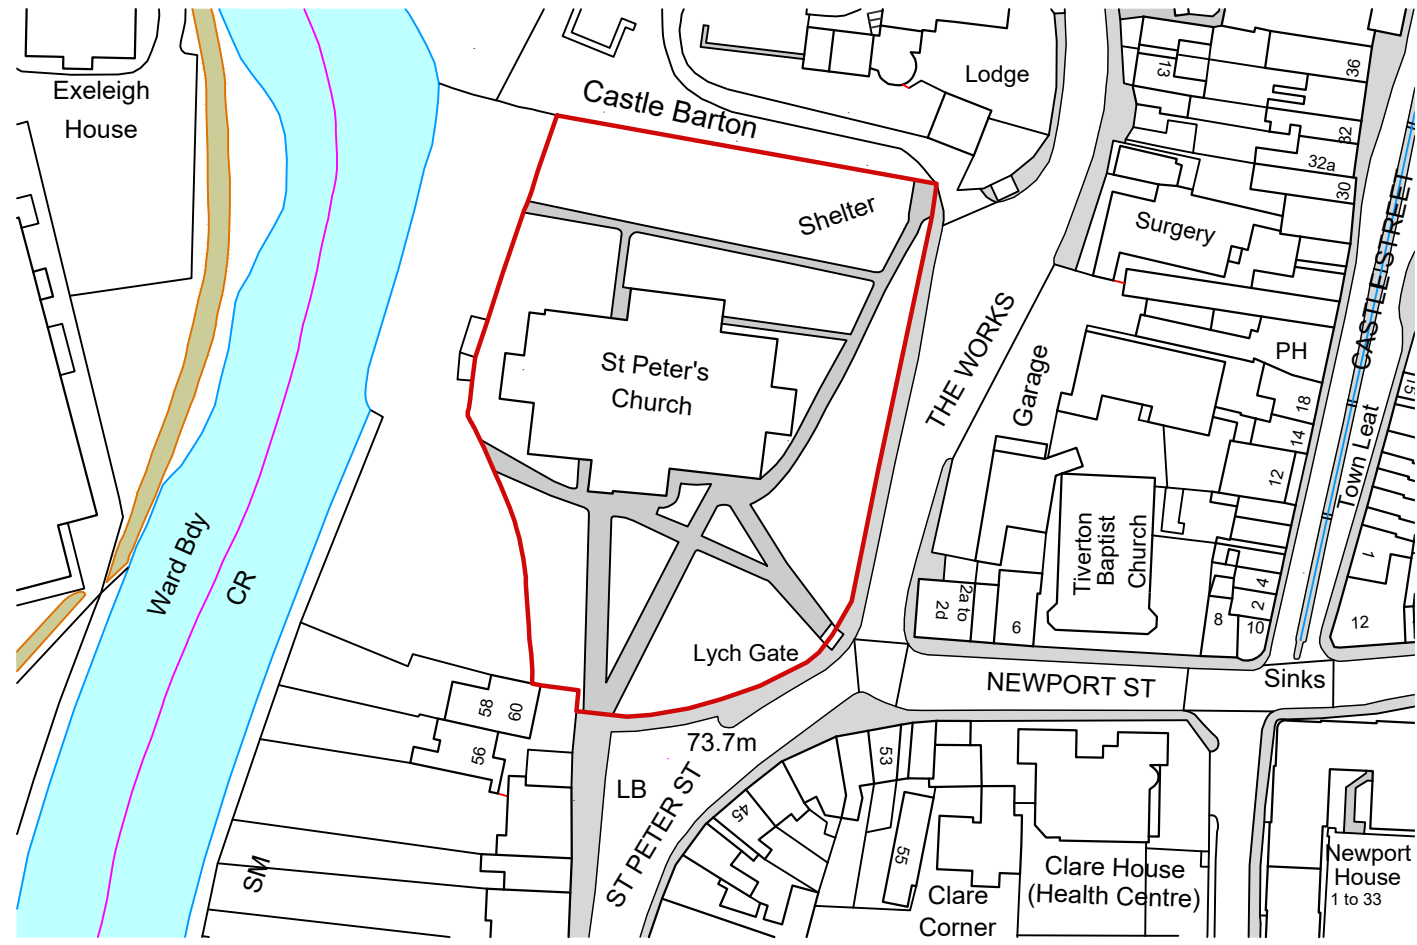 Exeleigh
House
Castle Barton
Lodge
13
36
32
32a
30
Shelter
Surgery
CASTLE STREET
THE WORKS
Garage
PH
St Peter's
Church
18
14
12
15
Town Leat
Ward Bdy
CR
Tiverton
Baptist
Church
1
4
2
8
10
12
2a to
2d
6
Lych Gate
NEWPORT ST
Sinks
58
60
56
73.7m
LB
ST PETER ST
53
45
55
SM
Clare
Corner
Clare House
(Health Centre)
Newport
House
1 to 33